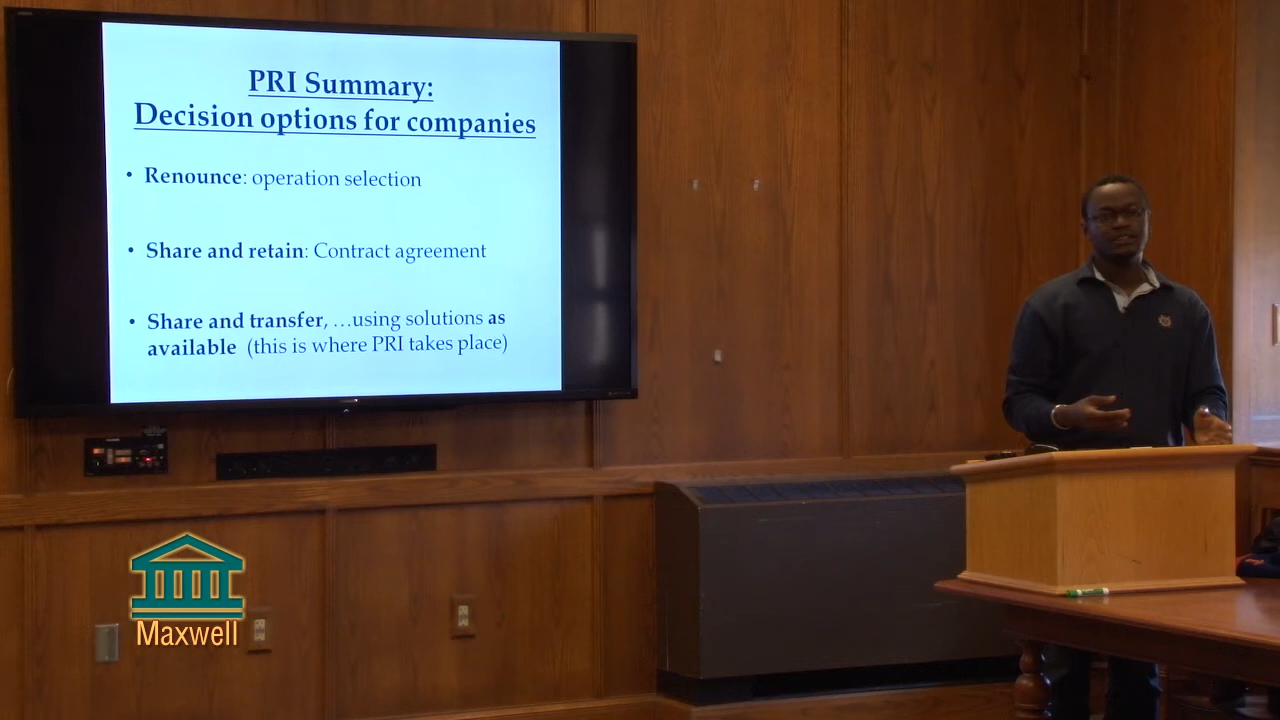 PRI Summary:
Decision options for companies
• Renounce: operation selection
• Share and retain: Contract agreement
• Share and transfer, …using solutions as
available (this is where PRI takes place)
Maxwell